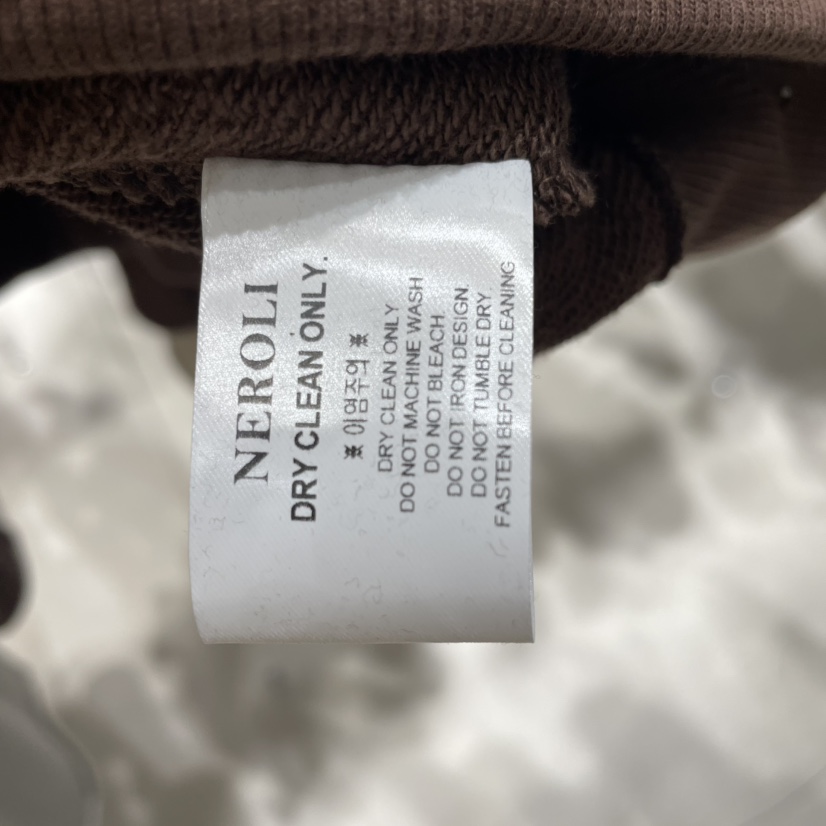 NEROLI
DRY CLEAN ONLY.
※ 이염주의 ※
DRY CLEAN ONLY
DO NOT MACHINE WASH
DO NOT BLEACH
DO NOT IRON DESIGN.
DO NOT TUMBLE DRY
FASTEN BEFORE CLEANING